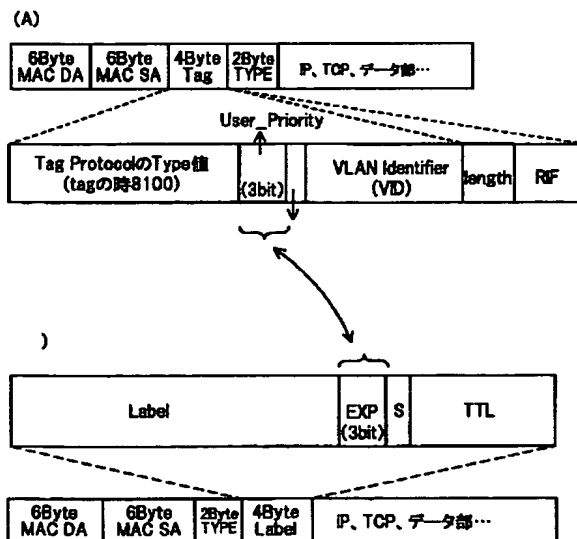 (A)
6Byte MAC DA
6Byte MAC SA
4Byte Tag
2Byte TYPE
IP、TCP、データ部…
User_Priority
Tag ProtocolのType値
(tagの時8100)
(3bit)
VLAN Identifier
(VID)
length
RIF
)
Label
EXP
(3bit)
S
TTL
6Byte MAC DA
6Byte MAC SA
2Byte TYPE
4Byte Label
IP、TCP、データ部…